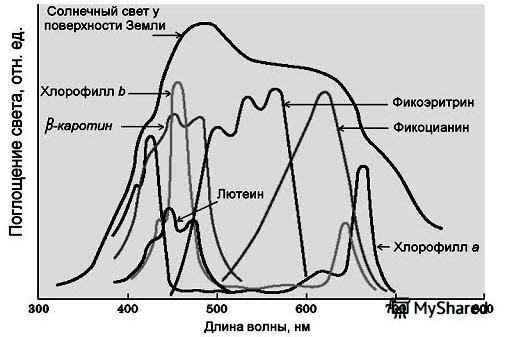 Солнечный свет у
поверхности Земли
Хлорофилл b
β-каротин
Фикоэритрин
Фикоцианин
Лютеин
Хлорофилл a
Поглощение света, отн. ед.
300 400 500 600 700
Длина волны, нм
MyShared